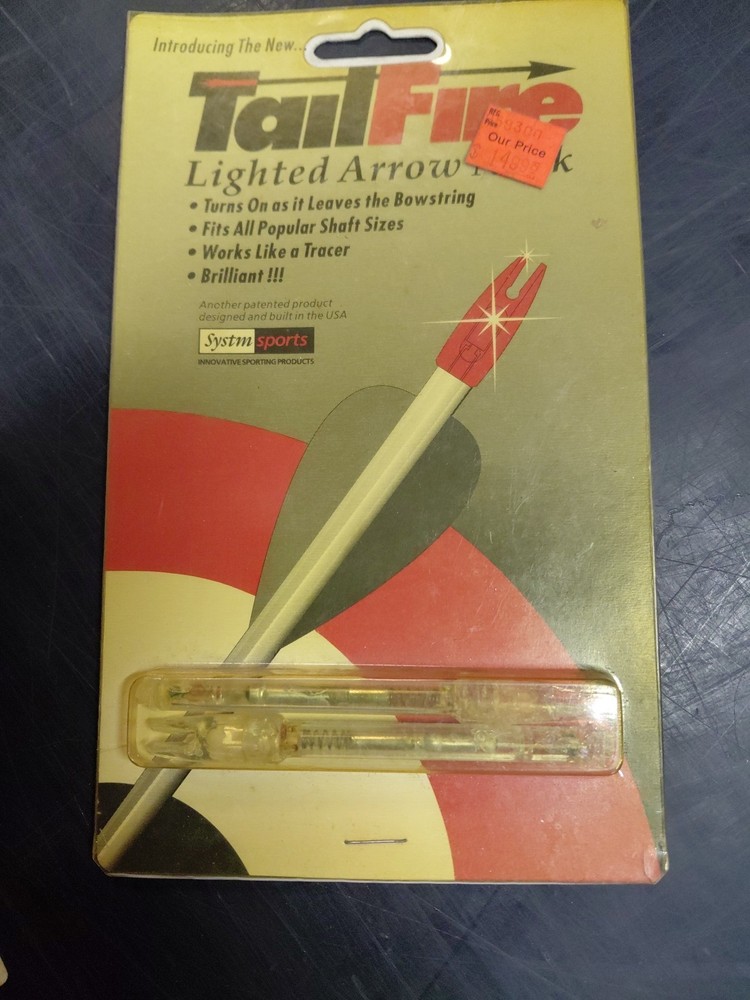 Introducing The New...
TailFire
REG.
Price
Our Price
Lighted Arrow
• Turns On as it Leaves the Bowstring
• Fits All Popular Shaft Sizes
• Works Like a Tracer
• Brilliant !!!
Another patented product
designed and built in the USA
Systm sports
INNOVATIVE SPORTING PRODUCTS